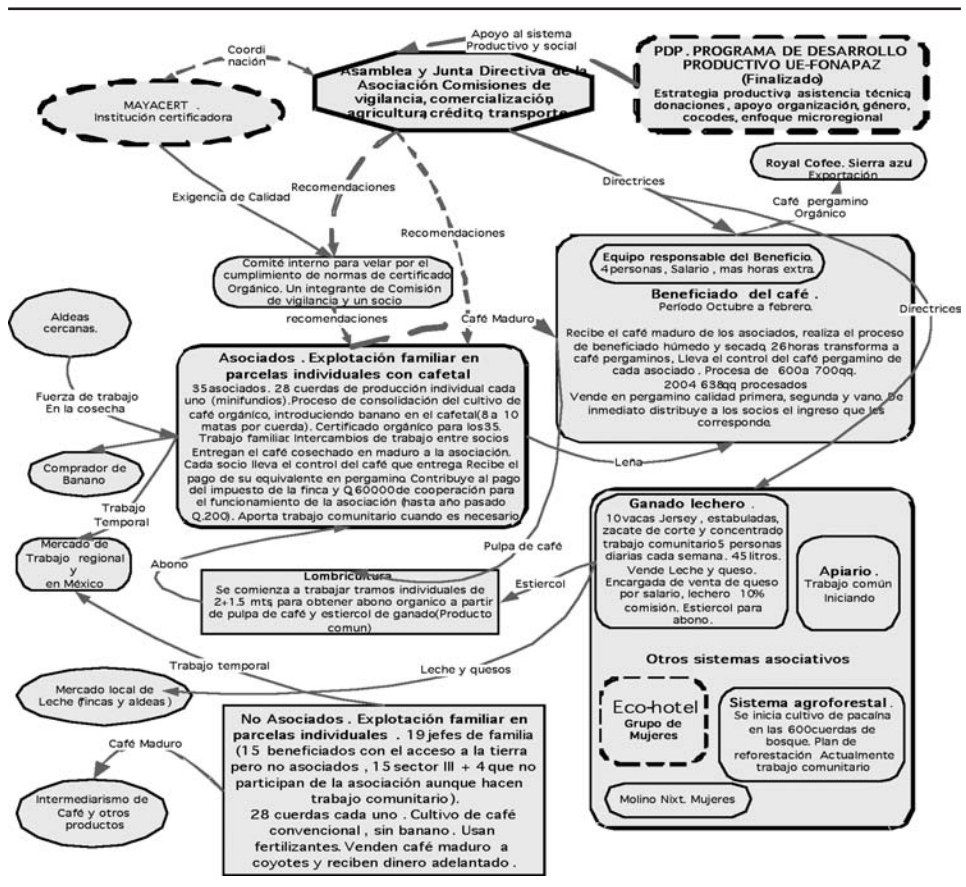 Apoyo al sistema
Productivo y social
Coordi
nación
PDP . PROGRAMA DE DESARROLLO
PRODUCTIVO UE-FONAPAZ
(Finalizado)
Estrategia productiva, asistencia técnica,
donaciones , apoyo organización, género,
cocodes, enfoque microregional
Asamblea y Junta Directiva de la
Asociación. Comisiones de
vigilancia, comercialización,
agricultura, crédito, transporte
MAYACERT .
Institución certificadora
Royal Cofee. Sierra azul
Exportación
Directrices
Recomendaciones
Exigencia de Calidad
Café pergamino
Orgánico
Recomendaciones
Equipo responsable del Beneficio.
4 personas, Salario , mas horas extra.
Comité interno para velar por el
cumplimiento de normas de certificado
Orgánico. Un integrante de Comisión
de vigilancia y un socio
Beneficiado del café .
Período Octubre a febrero.
Recibe el café maduro de los asociados, realiza el proceso
de beneficiado húmedo y secado, 26 horas transforma a
café pergaminos, Lleva el control del café pergamino de
cada asociado . Procesa de 600 a 700qq.
2004 638qq procesados
Vende en pergamino calidad primera, segunda y vano. De
inmediato distribuye a los socios el ingreso que les
corresponde.
Directrices
Aldeas
cercanas.
recomendaciones
Café Maduro
Asociados . Explotación familiar en
parcelas individuales con cafetal
35 asociados. 28 cuerdas de producción individual cada
uno (minifundios).Proceso de consolidación del cultivo de
café orgánico, introduciendo banano en el cafetal(8 a 10
matas por cuerda). Certificado orgánico para los 35.
Trabajo familiar. Intercambios de trabajo entre socios
Entregan el café cosechado en maduro a la asociación.
Cada socio lleva el control del café que entrega Recibe el
pago de su equivalente en pergamino. Contribuye al pago
del impuesto de la finca y Q.60000 de cooperación para
el funcionamiento de la asociación (hasta año pasado
Q.200). Aporta trabajo comunitario cuando es necesario
Fuerza de trabajo
En la cosecha
Comprador de
Banano
Leña
Trabajo
Temporal
Mercado de
Trabajo regional
en México
Abono
Pulpa de café
Ganado lechero .
10 vacas Jersey , estabuladas,
zacate de corte y concentrado,
trabajo comunitario 5 personas
diarias cada semana . 45 litros.
Vende Leche y queso.
Encargada de venta de queso
por salario, lechero 10%
comisión. Estiercol para
abono .
Apiario .
Trabajo común
Iniciando
Lombricultura.
Se comienza a trabajar tramos individuales de
2+1.5 mts, para obtener abono organico a partir
de pulpa de café y estiercol de ganado(Producto
comun)
Estiercol
Otros sistemas asociativos
Trabajo temporal
Leche y quesos
Mercado local de
Leche (fincas y aldeas)
Eco-hotel
Grupo de
Mujeres
Sistema agroforestal .
Se inicia cultivo de pacaína
en las 600cuerdas de
bosque. Plan de
reforestación Actualmente
trabajo comunitario
No Asociados . Explotación familiar en
parcelas individuales . 19 jefes de familia
(15 beneficiados con el acceso a la tierra
pero no asociados , 15 sector III + 4 que no
participan de la asociación aunque hacen
trabajo comunitario).
28 cuerdas cada uno . Cultivo de café
convencional , sin banano . Usan
fertilizantes. Venden café maduro a
coyotes y reciben dinero adelantado .
Café Maduro
Intermediarismo de
Café y otros
productos
Molino Nixt. Mujeres